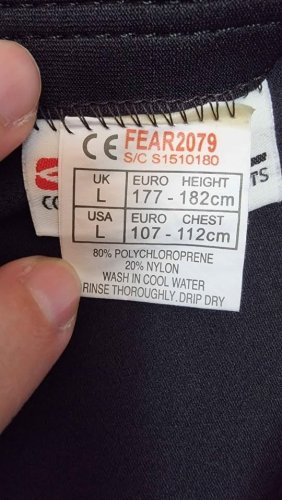 CE FEAR2079
S/C S1510180
UK EURO HEIGHT
L 177 - 182cm
USA EURO CHEST
L 107 - 112cm
80% POLYCHLOROPRENE
20% NYLON
WASH IN COOL WATER
RINSE THOROUGHLY. DRIP DRY